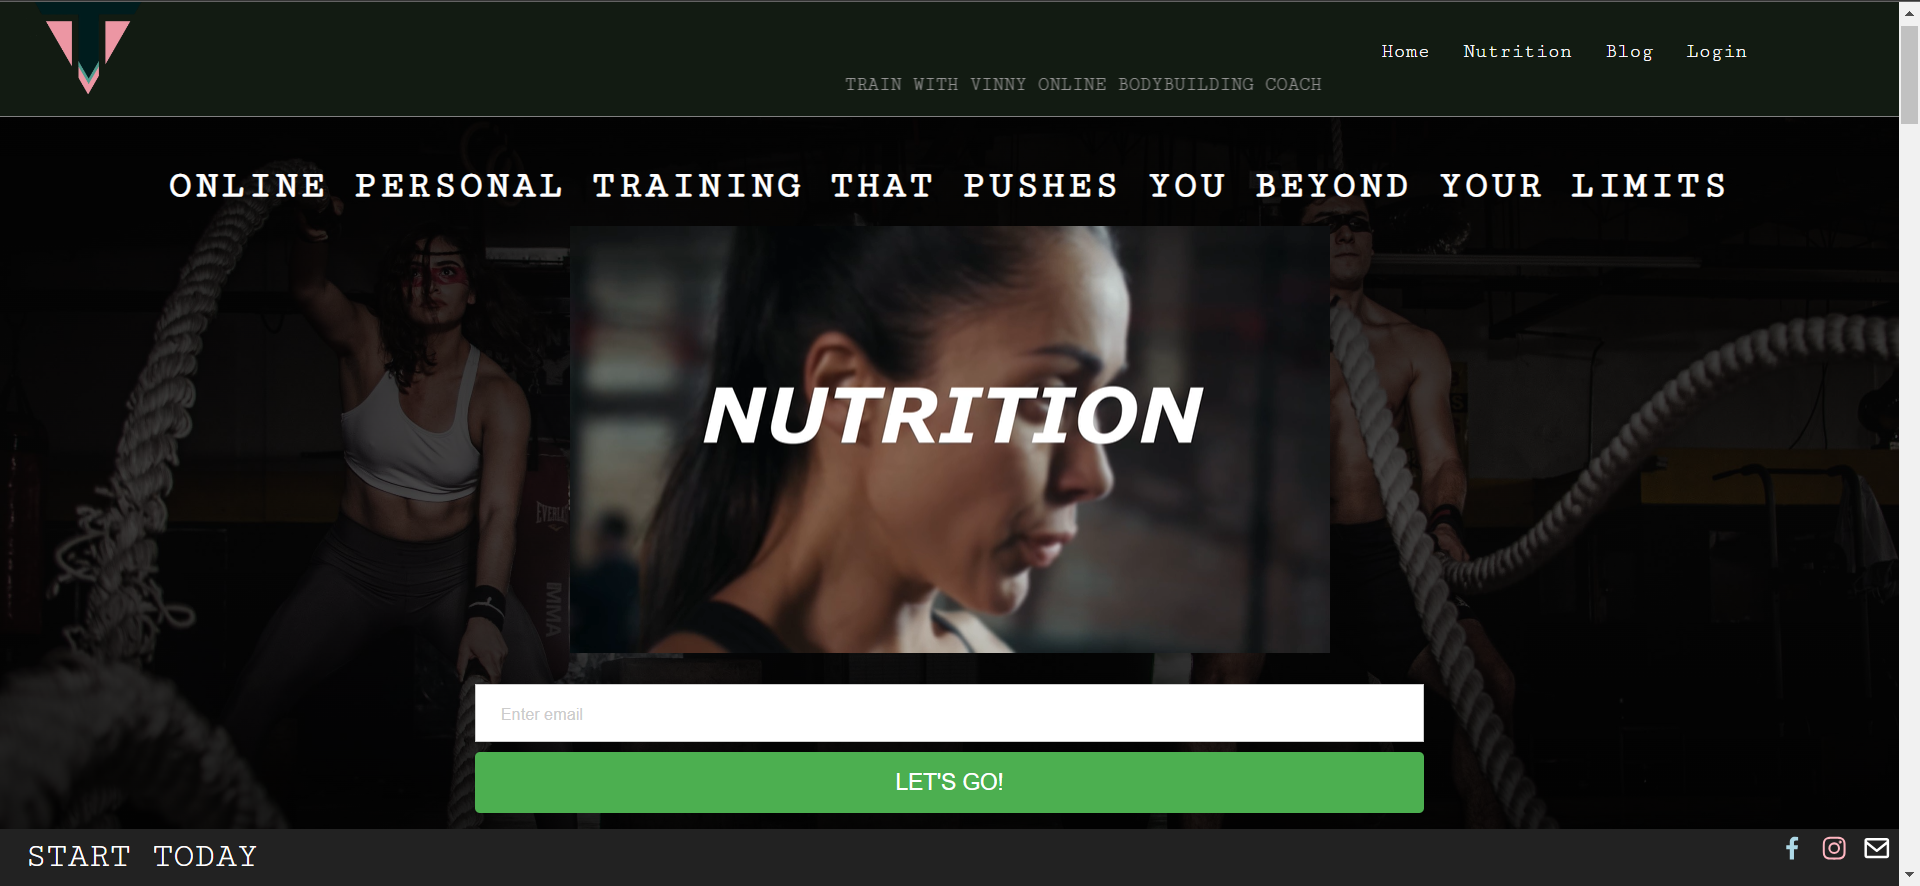 Home Nutrition Blog Login
TRAIN WITH VINNY ONLINE BODYBUILDING COACH
ONLINE PERSONAL TRAINING THAT PUSHES YOU BEYOND YOUR LIMITS
NUTRITION
IMMA
Enter email
LET'S GO!
START TODAY